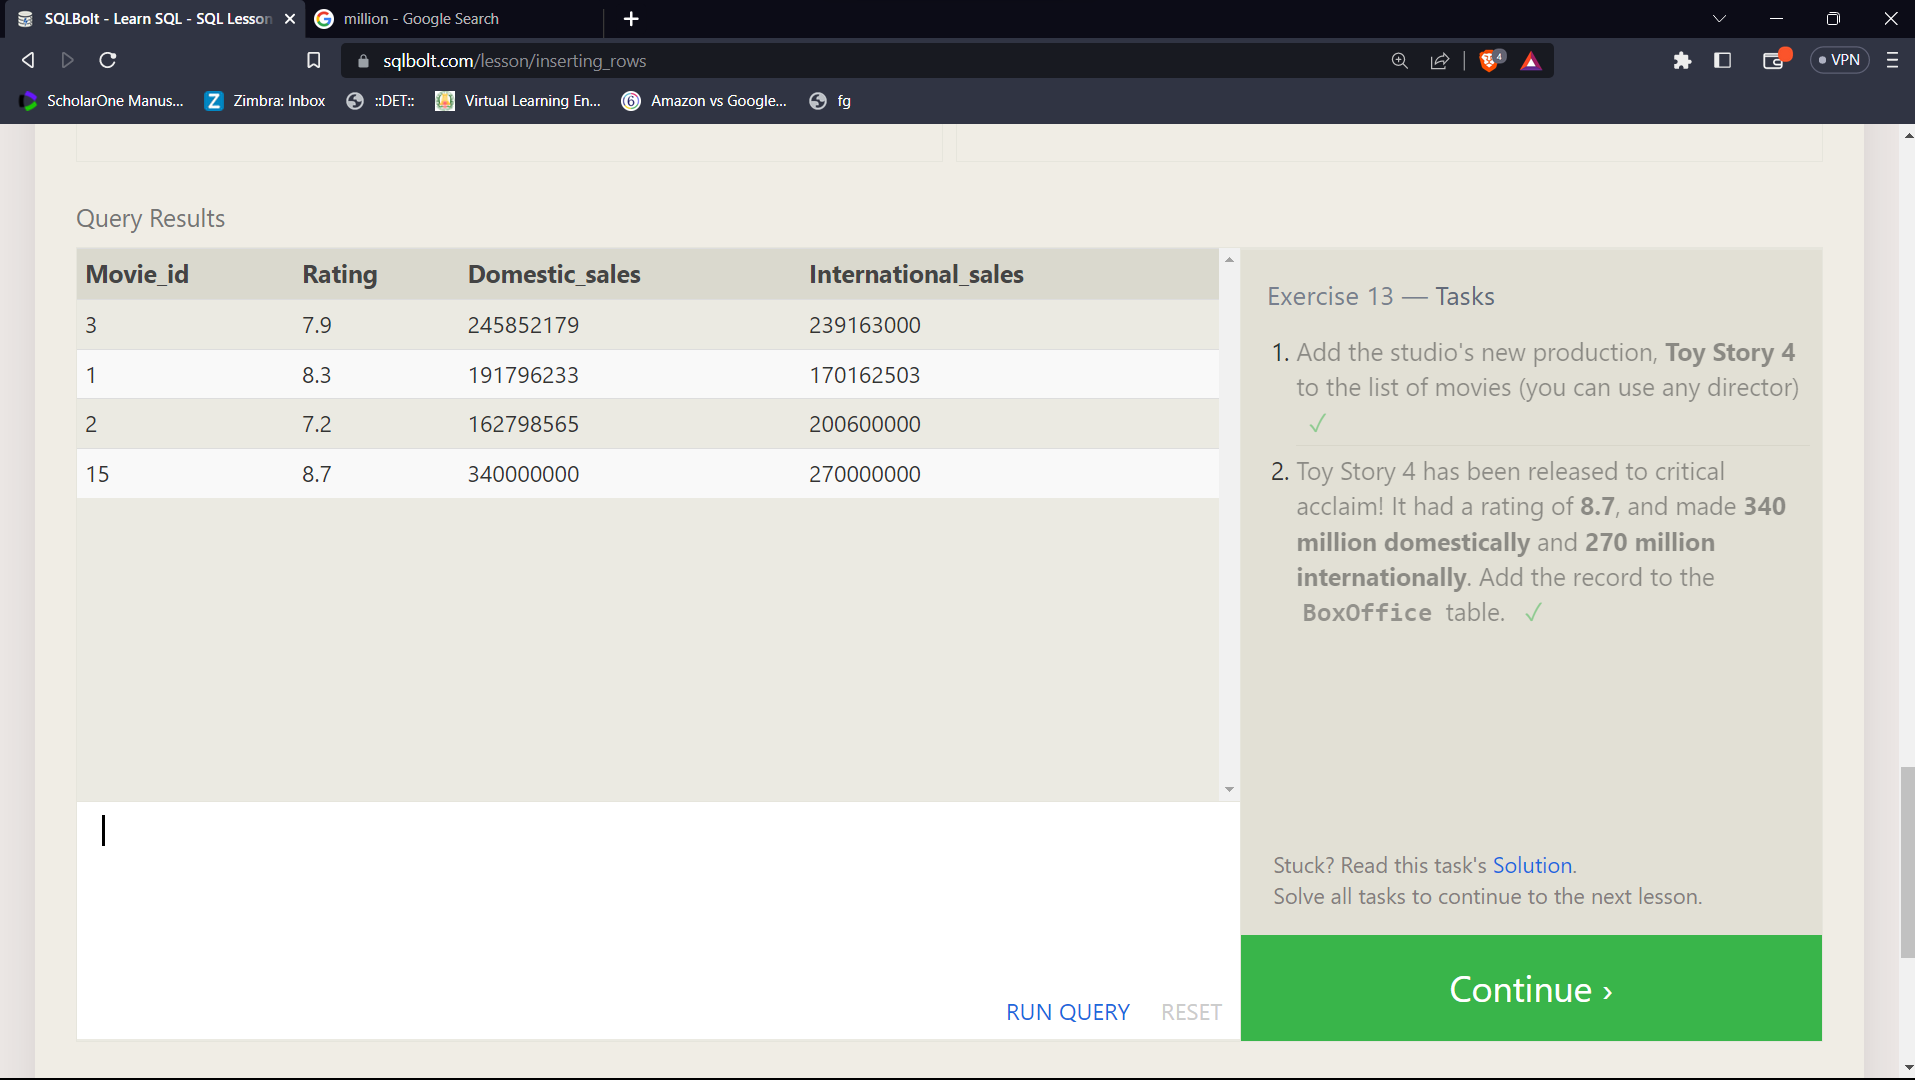 SQLBolt - Learn SQL - SQL Lesson
million - Google Search
sqlbolt.com/lesson/inserting_rows
4
VPN
ScholarOne Manus...
Z Zimbra: Inbox
::DET::
Virtual Learning En...
6 Amazon vs Google...
fg
Query Results
Movie_id Rating Domestic_sales International_sales
3 7.9 245852179 239163000
1 8.3 191796233 170162503
2 7.2 162798565 200600000
15 8.7 340000000 270000000
Exercise 13 — Tasks
1. Add the studio's new production, Toy Story 4
to the list of movies (you can use any director)
✓
2. Toy Story 4 has been released to critical
acclaim! It had a rating of 8.7, and made 340
million domestically and 270 million
internationally. Add the record to the
BoxOffice table. ✓
Stuck? Read this task's Solution.
Solve all tasks to continue to the next lesson.
RUN QUERY RESET
Continue ›